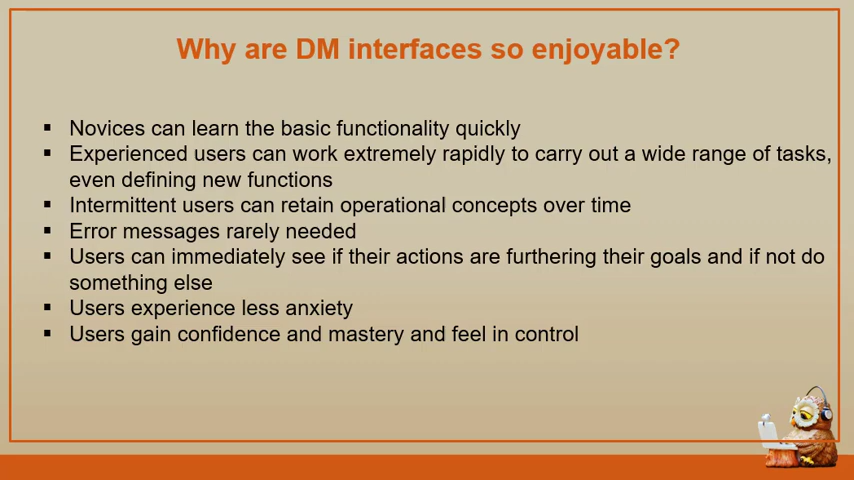 Why are DM interfaces so enjoyable?
▪ Novices can learn the basic functionality quickly
▪ Experienced users can work extremely rapidly to carry out a wide range of tasks,
even defining new functions
▪ Intermittent users can retain operational concepts over time
▪ Error messages rarely needed
▪ Users can immediately see if their actions are furthering their goals and if not do
something else
▪ Users experience less anxiety
▪ Users gain confidence and mastery and feel in control